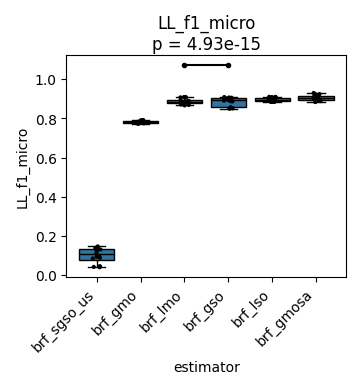 LL_f1_micro
p = 4.93e-15
LL_f1_micro
1.0
0.8
0.6
0.4
0.2
0.0
brf_sgso_us
brf_gmo
brf_lmo
brf_gso
brf_lso
brf_gmosa
estimator